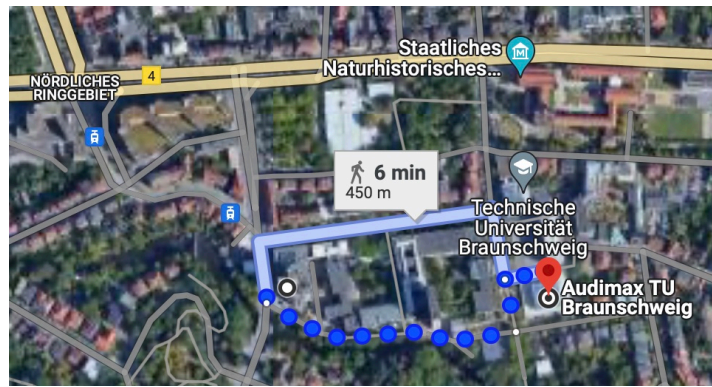 Staatliches
Naturhistorisches...
NÖRDLICHES
RINGGEBIET
4
M
6 min
450 m
Technische
Universität
Braunschweig
Audimax TU
Braunschweig